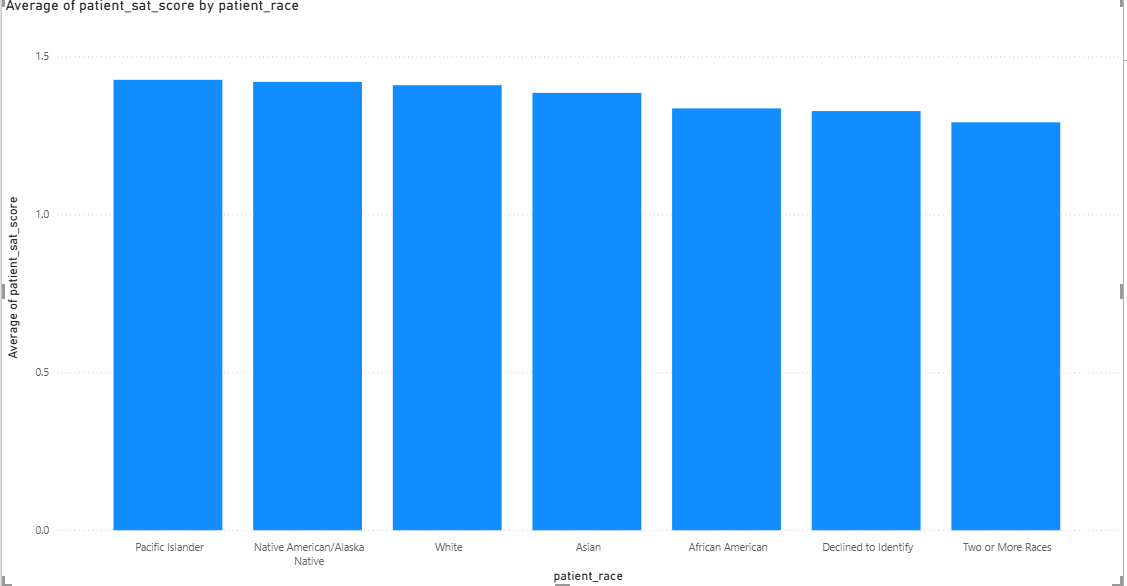 Average of patient_sat_score by patient_race
1.5
1.0
0.5
0.0
Average of patient_sat_score
Pacific Islander
Native American/Alaska
Native
White
Asian
African American
Declined to Identify
Two or More Races
patient_race